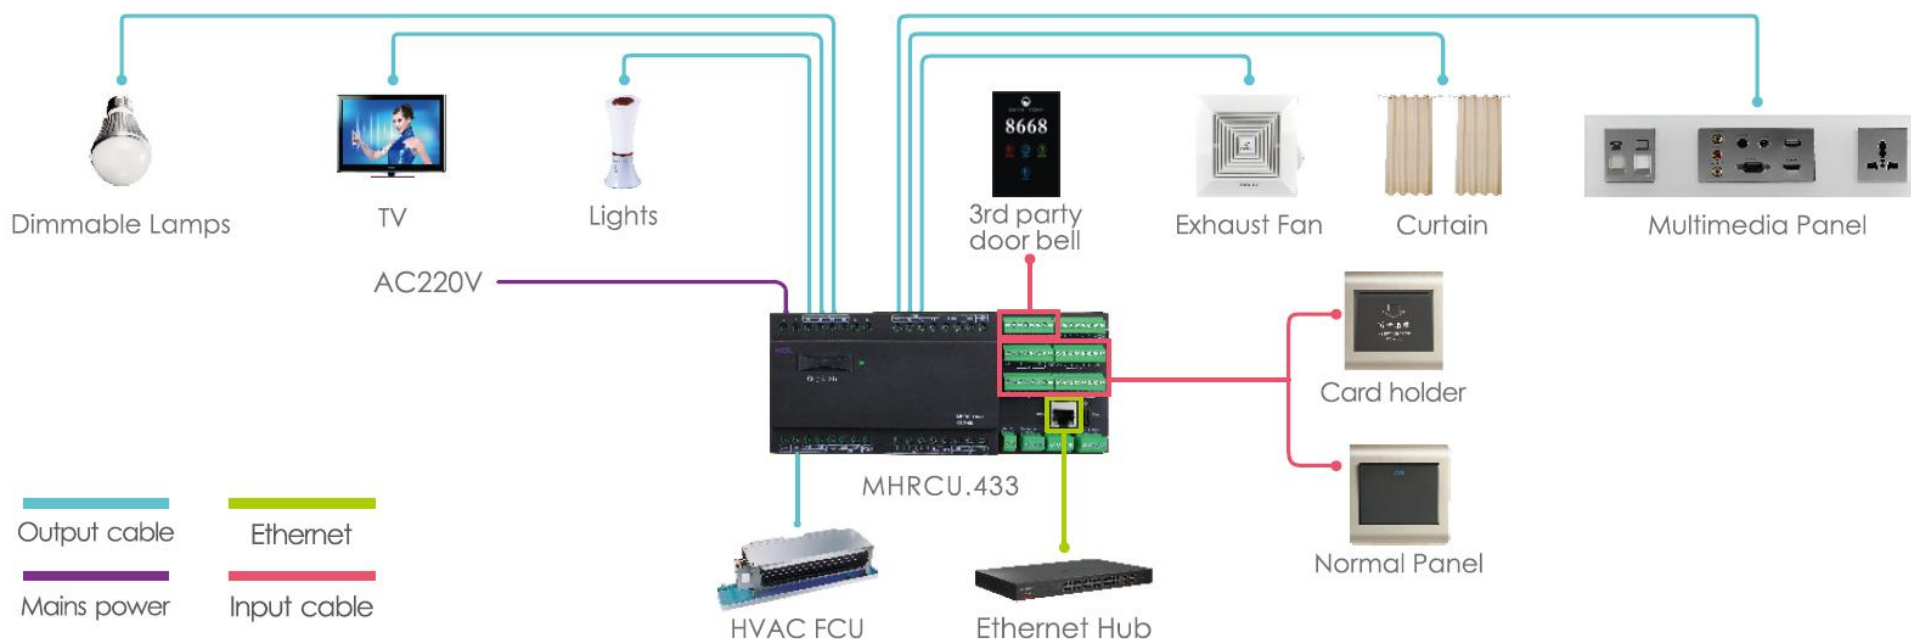 8668
Dimmable Lamps
TV
Lights
3rd party
door bell
Exhaust Fan
Curtain
Multimedia Panel
AC220V
HDL
Card holder
MHRCU.433
Normal Panel
Output cable
Ethernet
Mains power
Input cable
HVAC FCU
Ethernet Hub